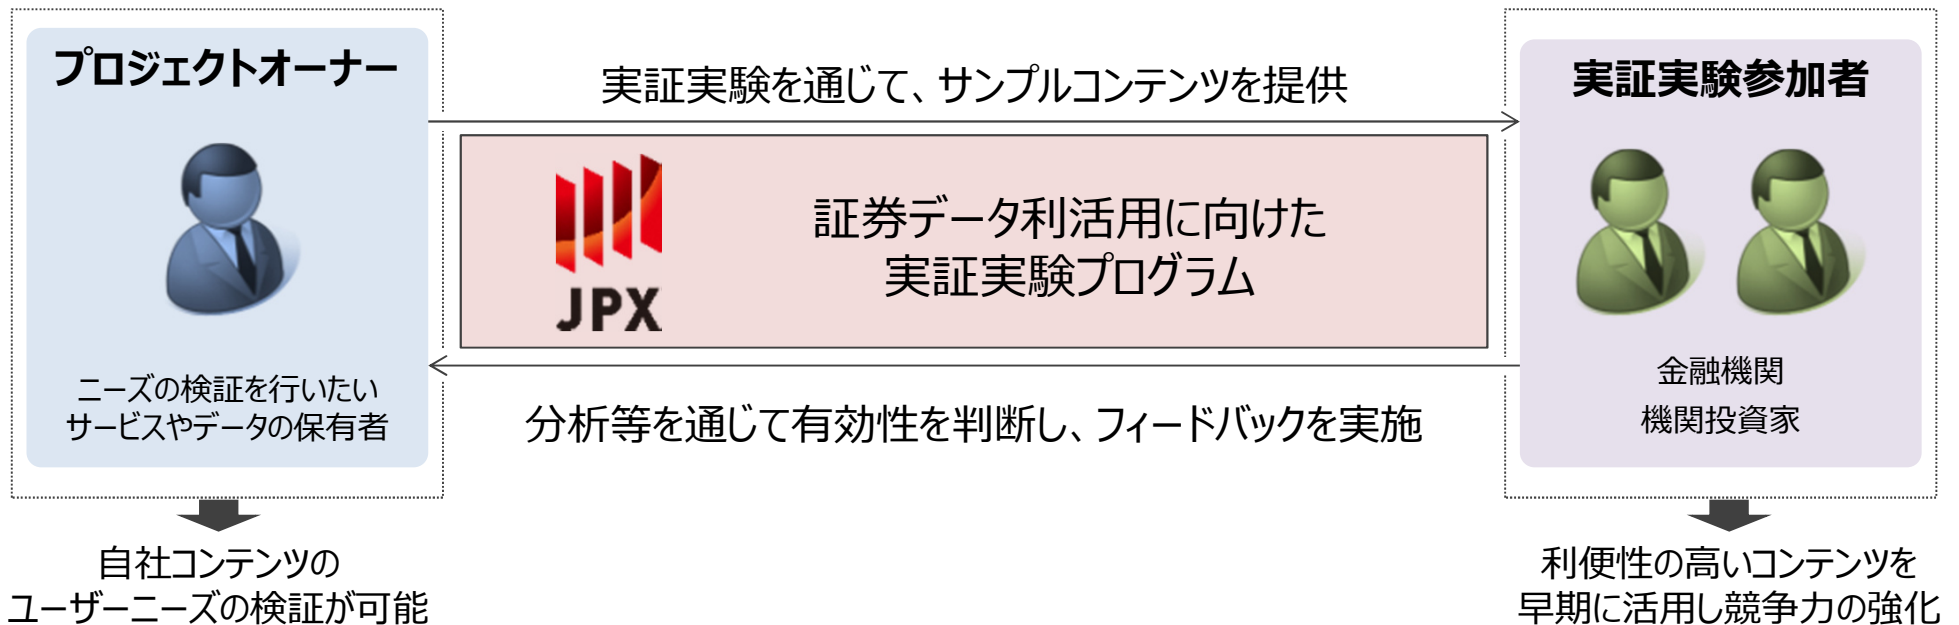 プロジェクトオーナー
ニーズの検証を行いたい
サービスやデータの保有者
自社コンテンツの
ユーザーニーズの検証が可能
実証実験を通じて、サンプルコンテンツを提供
JPX
証券データ利活用に向けた
実証実験プログラム
分析等を通じて有効性を判断し、フィードバックを実施
実証実験参加者
金融機関
機関投資家
利便性の高いコンテンツを
早期に活用し競争力の強化